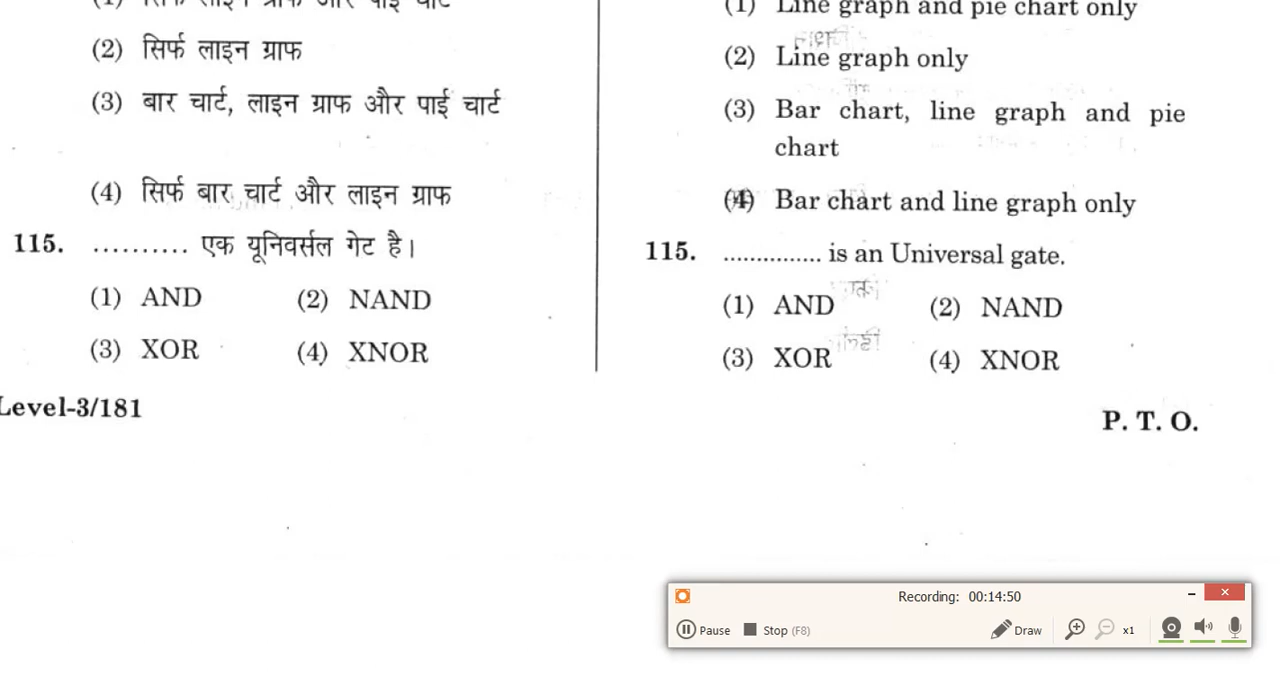 (1) सिर्फ लाइन ग्राफ और पाई चार्ट
(2) सिर्फ लाइन ग्राफ
(3) बार चार्ट, लाइन ग्राफ और पाई चार्ट
(4) सिर्फ बार चार्ट और लाइन ग्राफ
115. .......... एक यूनिवर्सल गेट है।
(1) AND (2) NAND
(3) XOR (4) XNOR
Level-3/181
(1) Line graph and pie chart only
(2) Line graph only
(3) Bar chart, line graph and pie
chart
(4) Bar chart and line graph only
115. ............... is an Universal gate.
(1) AND (2) NAND
(3) XOR (4) XNOR
P. T. O.
Recording: 00:14:50
Pause Stop (F8) Draw x1